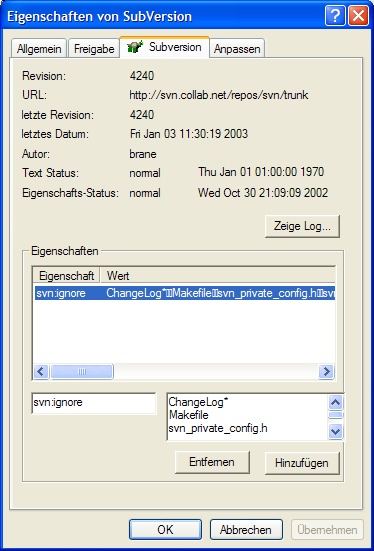 Eigenschaften von SubVersion
Allgemein Freigabe Subversion Anpassen
Revision: 4240
URL: http://svn.collab.net/repos/svn/trunk
letzte Revision: 4240
letztes Datum: Fri Jan 03 11:30:19 2003
Autor: brane
Text Status: normal Thu Jan 01 01:00:00 1970
Eigenschafts-Status: normal Wed Oct 30 21:09:09 2002
Zeige Log...
Eigenschaften
Eigenschaft Wert
svn:ignore ChangeLog*▯▯Makefile▯▯svn_private_config.h▯▯svn
svn:ignore
ChangeLog*
Makefile
svn_private_config.h
Entfernen Hinzufügen
OK Abbrechen Übernehmen